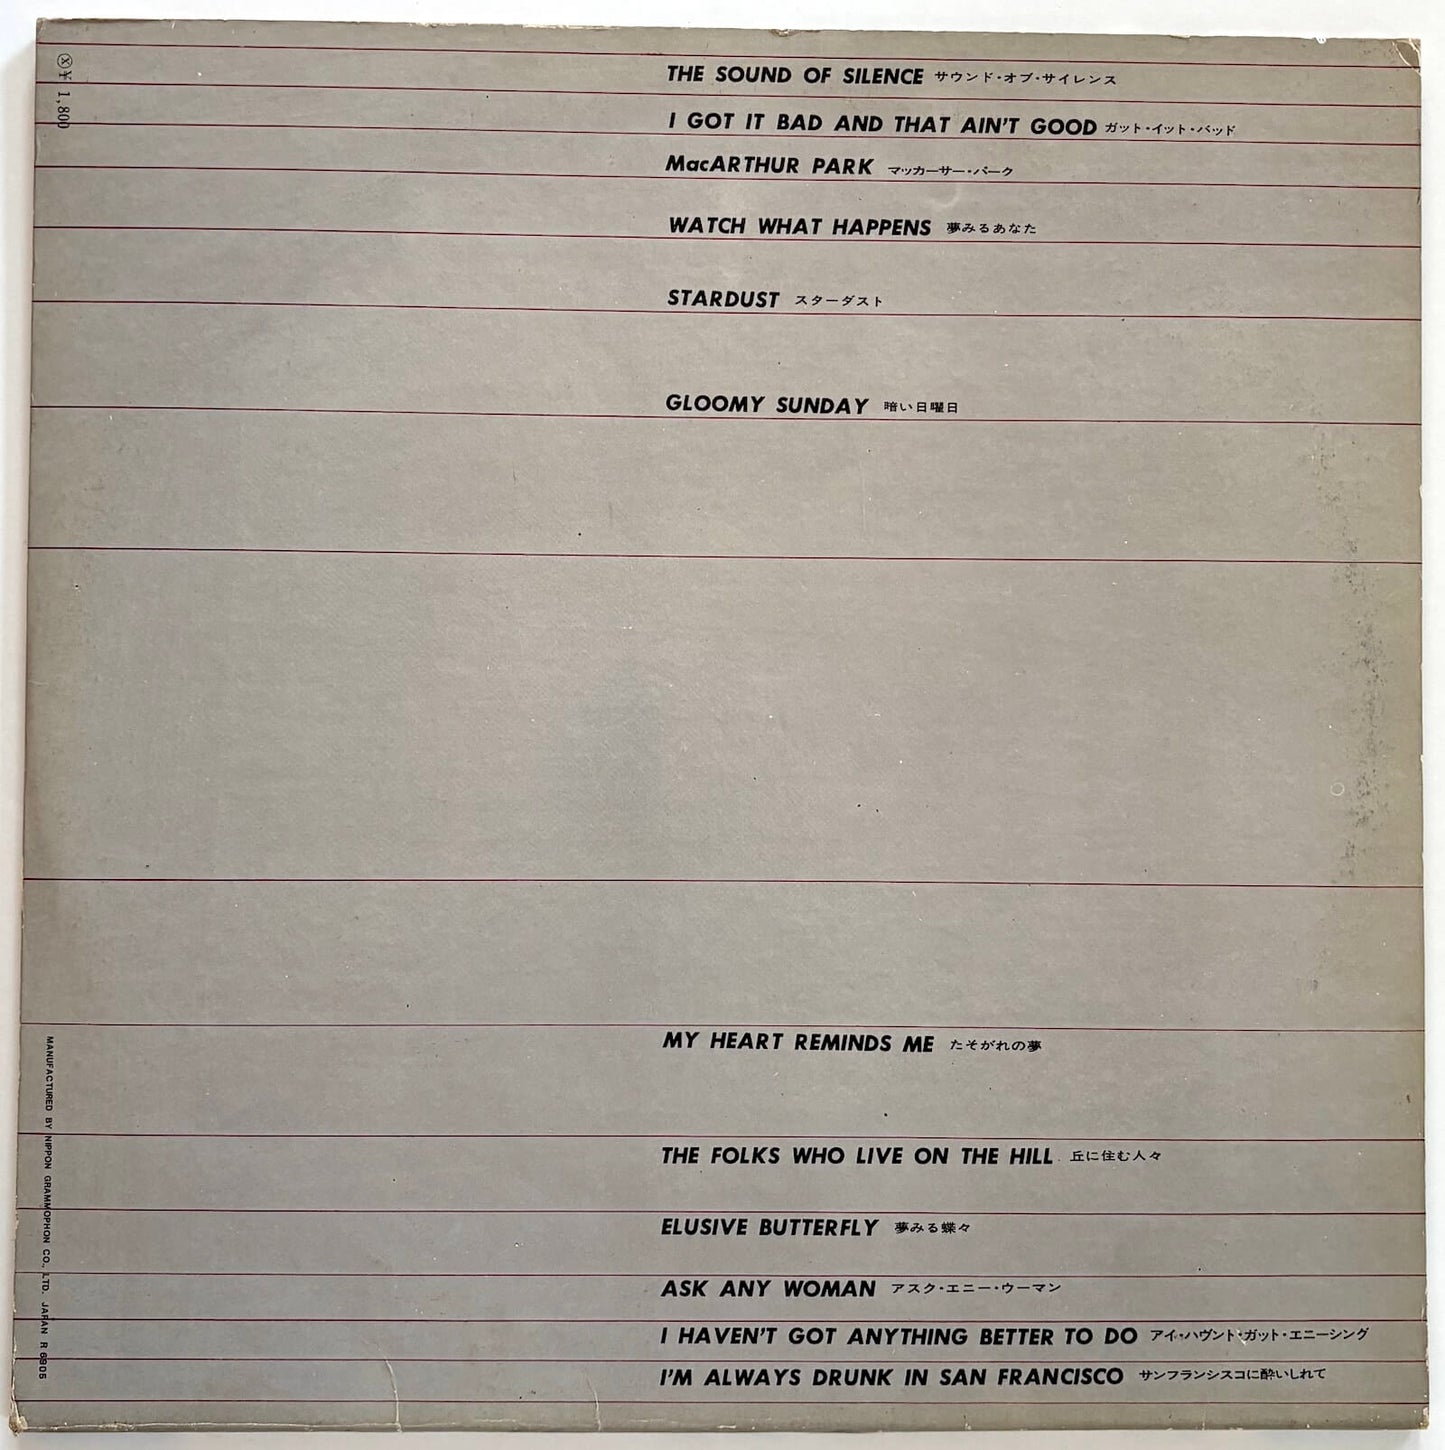 Ⓧ¥ 1,800
THE SOUND OF SILENCE サウンド・オブ・サイレンス
I GOT IT BAD AND THAT AIN'T GOOD ガット・イット・バッド
MacARTHUR PARK マッカーサー・パーク
WATCH WHAT HAPPENS 夢みるあなた
STARDUST スターダスト
GLOOMY SUNDAY 暗い日曜日
MY HEART REMINDS ME たそがれの夢
THE FOLKS WHO LIVE ON THE HILL 丘に住む人々
ELUSIVE BUTTERFLY 夢みる蝶々
ASK ANY WOMAN アスク・エニー・ウーマン
I HAVEN'T GOT ANYTHING BETTER TO DO アイ・ハヴント・ガット・エニーシング
I'M ALWAYS DRUNK IN SAN FRANCISCO サンフランシスコに酔いしれて
MANUFACTURED BY NIPPON GRAMMOPHON CO., LTD. JAPAN R 6905